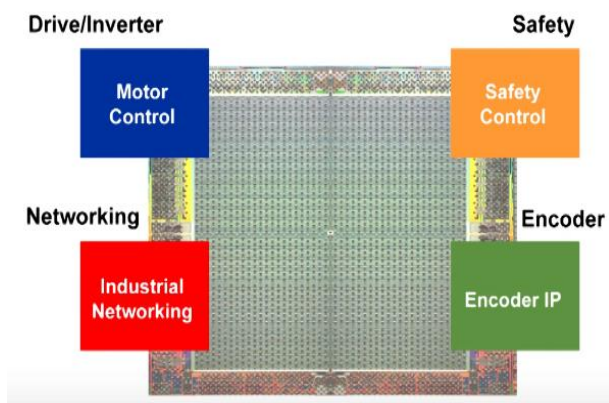 Drive/Inverter
Safety
Motor
Control
Safety
Control
Networking
Encoder
Industrial
Networking
Encoder IP